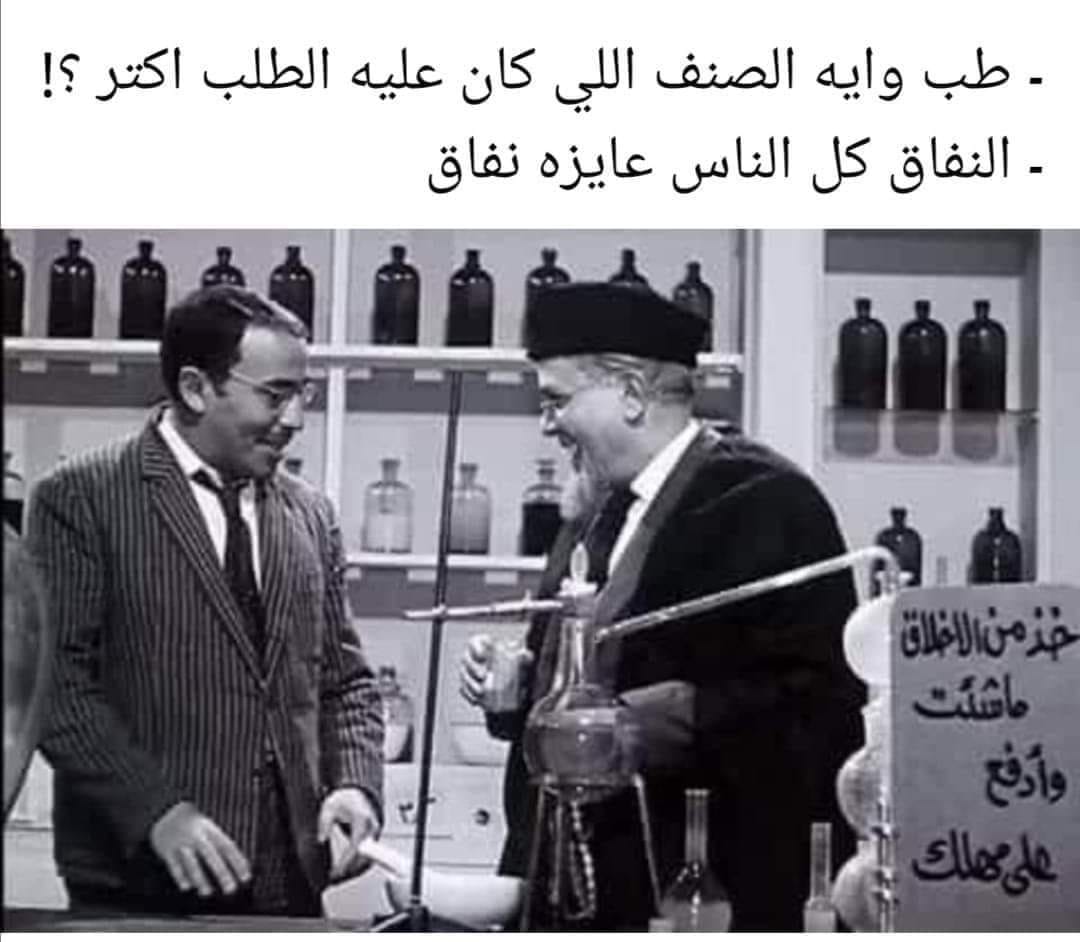 - طب وايه الصنف اللي كان عليه الطلب اكتر ؟!
- النفاق كل الناس عايزه نفاق
خذ من الاخلاق
ماشئت
وأدفع
على مهلك